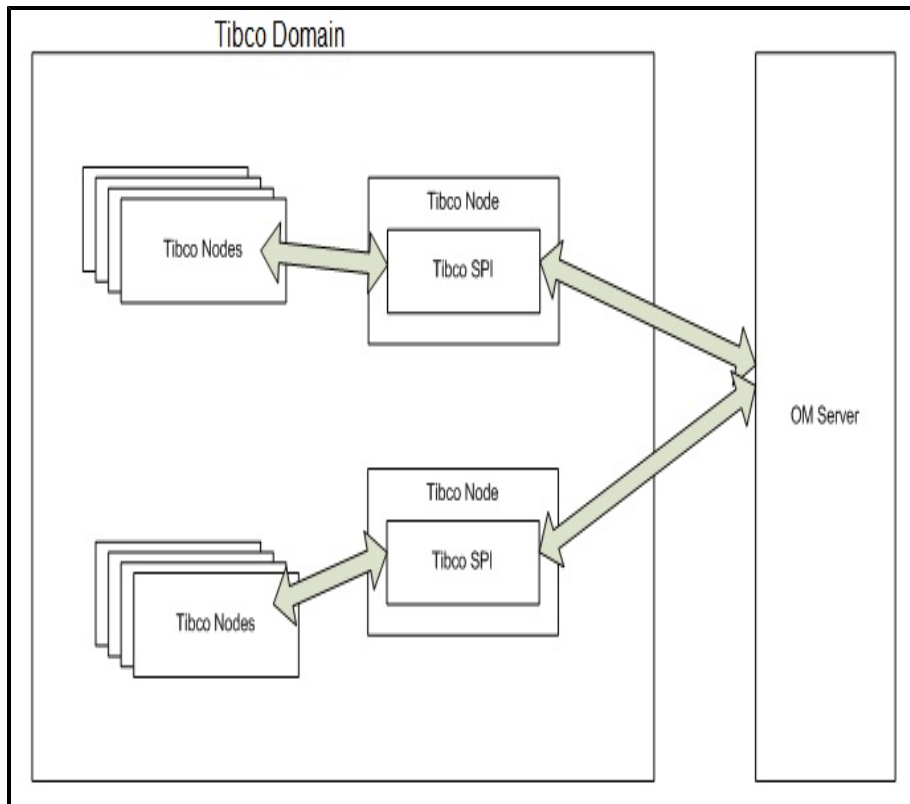 Tibco Domain
Tibco Node
Tibco Nodes
Tibco SPI
OM Server
Tibco Node
Tibco SPI
Tibco Nodes